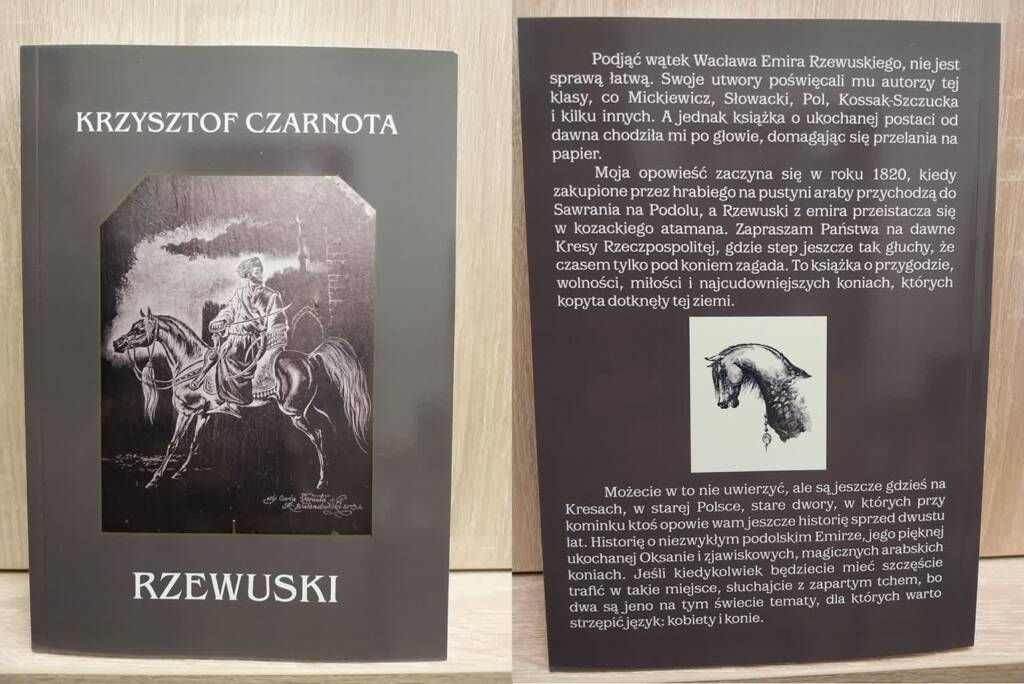 KRZYSZTOF CZARNOTA
RZEWUSKI
Podjąć wątek Wacława Emira Rzewuskiego, nie jest
sprawą łatwą. Swoje utwory poświęcali mu autorzy tej
klasy, co Mickiewicz, Słowacki, Pol, Kossak-Szczucka
i kilku innych. A jednak książka o ukochanej postaci od
dawna chodziła mi po głowie, domagając się przelania na
papier.
Moja opowieść zaczyna się w roku 1820, kiedy
zakupione przez hrabiego na pustyni araby przychodzą do
Sawrania na Podolu, a Rzewuski z emira przeistacza się
w kozackiego atamana. Zapraszam Państwa na dawne
Kresy Rzeczpospolitej, gdzie step jeszcze tak głuchy, że
czasem tylko pod koniem zagada. To książka o przygodzie,
wolności, miłości i najcudowniejszych koniach, których
kopyta dotknęły tej ziemi.
Możecie w to nie uwierzyć, ale są jeszcze gdzieś na
Kresach, w starej Polsce, stare dwory, w których przy
kominku ktoś opowie wam jeszcze historię sprzed dwustu
lat. Historię o niezwykłym podolskim Emirze, jego pięknej
ukochanej Oksanie i zjawiskowych, magicznych arabskich
koniach. Jeśli kiedykolwiek będziecie mieć szczęście
trafić w takie miejsce, słuchajcie z zapartym tchem, bo
dwa są jeno na tym świecie tematy, dla których warto
strzępić język: kobiety i konie.